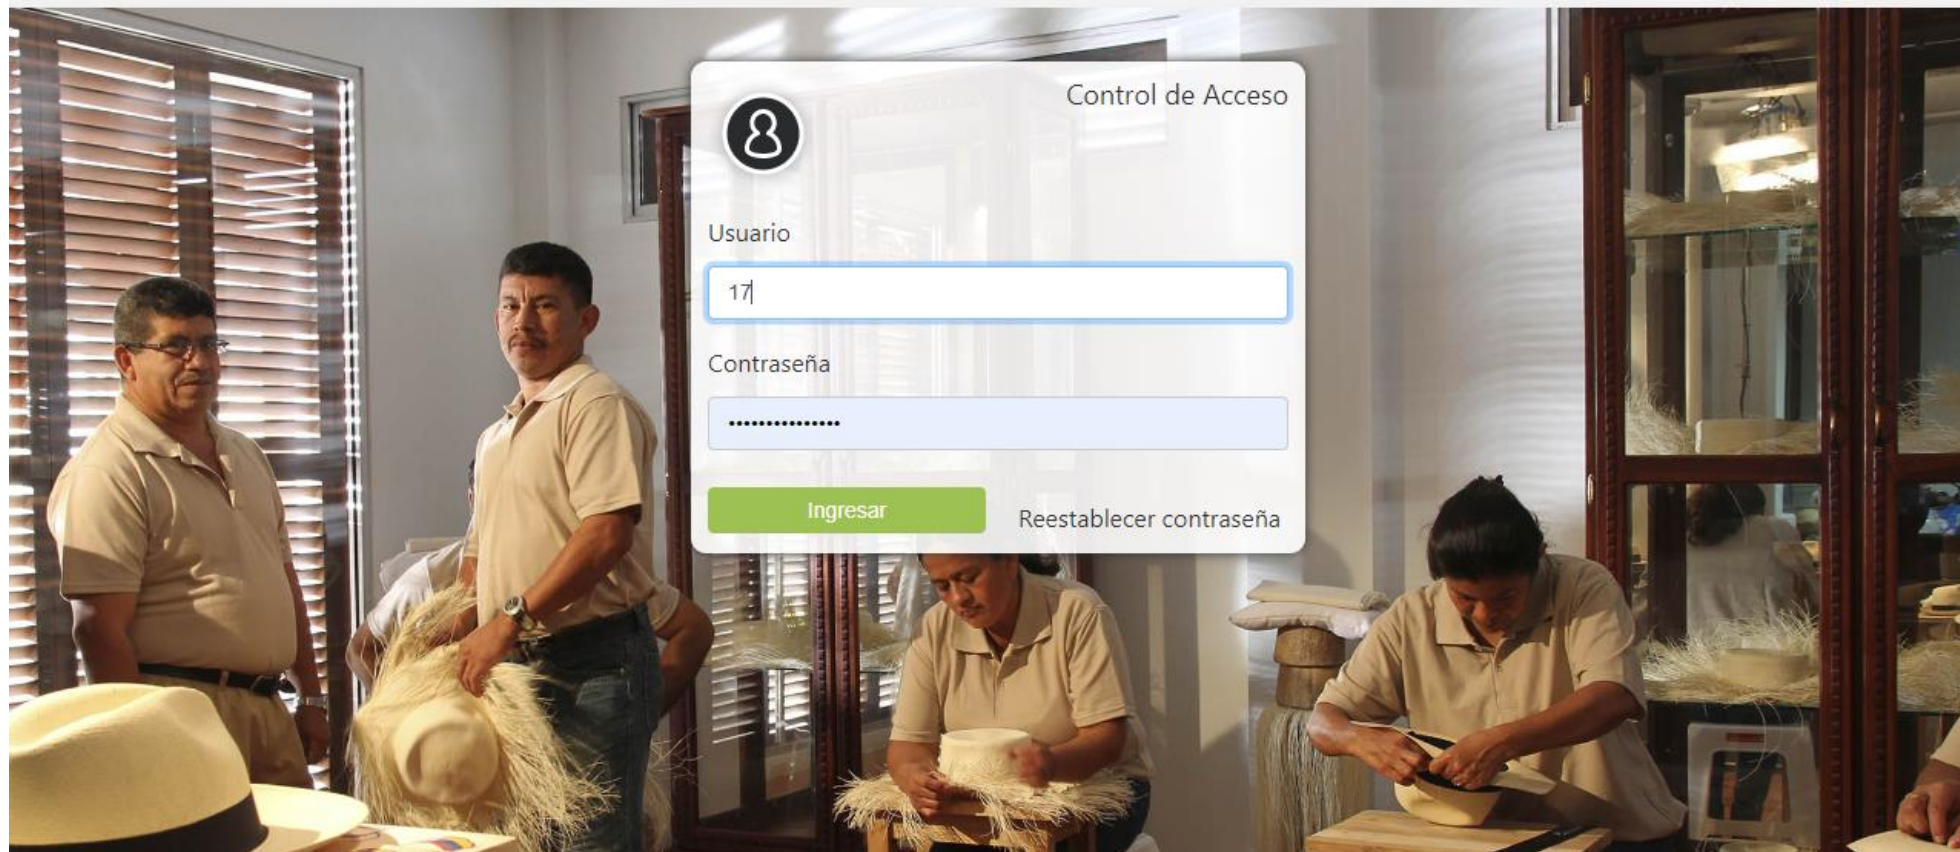 Control de Acceso
Usuario
17
Contraseña
•••••••••••••••
Ingresar
Reestablecer contraseña